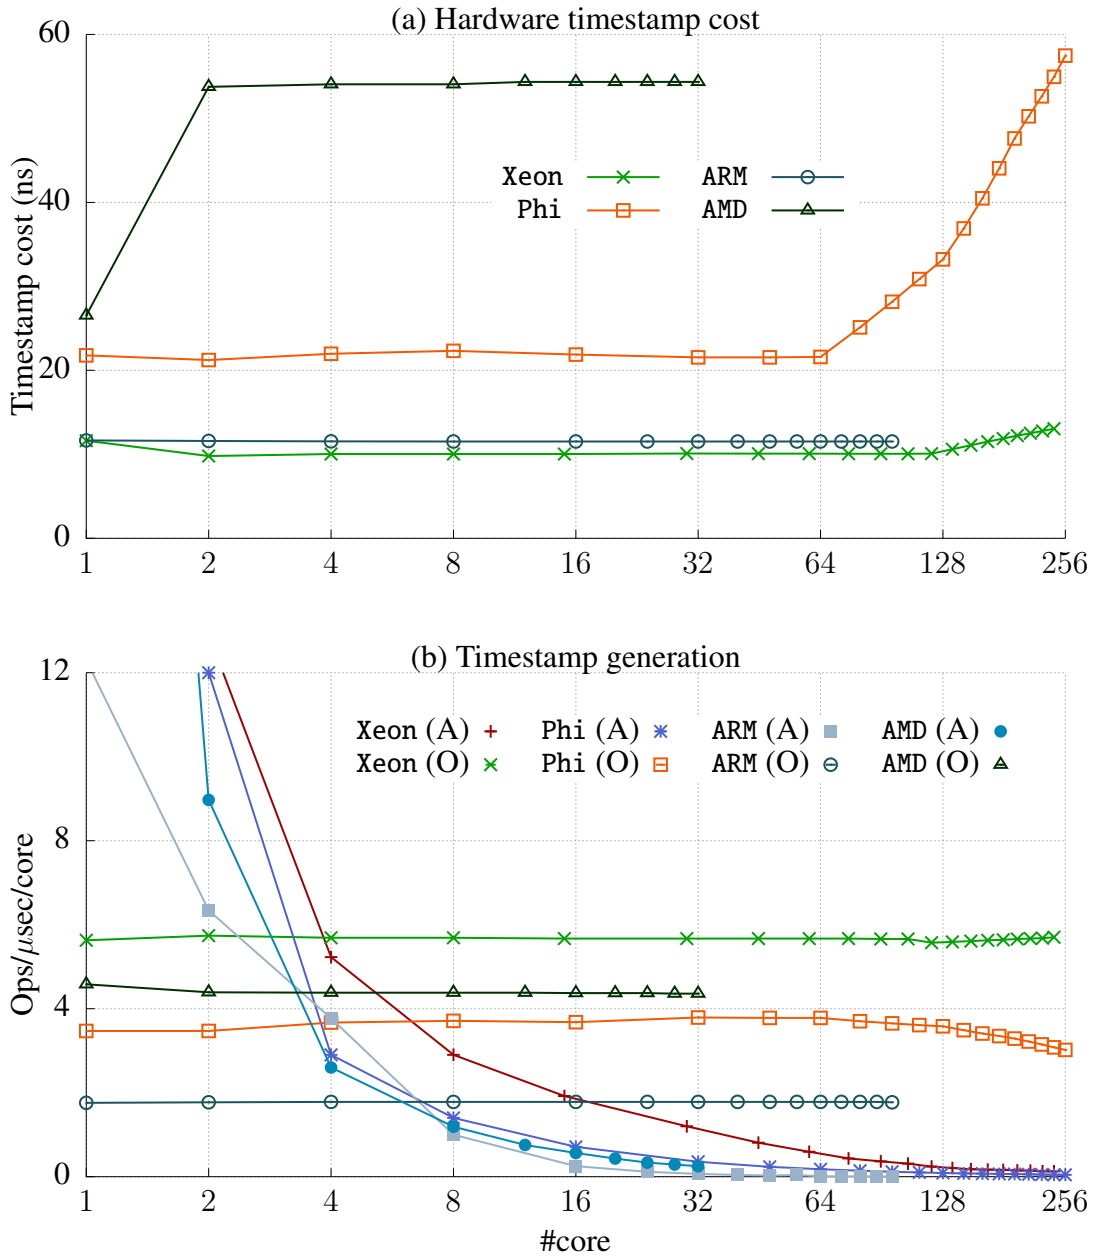 (a) Hardware timestamp cost
60
40
20
0
Timestamp cost (ns)
Xeon ARM
Phi AMD
1 2 4 8 16 32 64 128 256
(b) Timestamp generation
12
8
4
0
Ops/μsec/core
Xeon (A) Phi (A) ARM (A) AMD (A)
Xeon (O) Phi (O) ARM (O) AMD (O)
1 2 4 8 16 32 64 128 256
#core